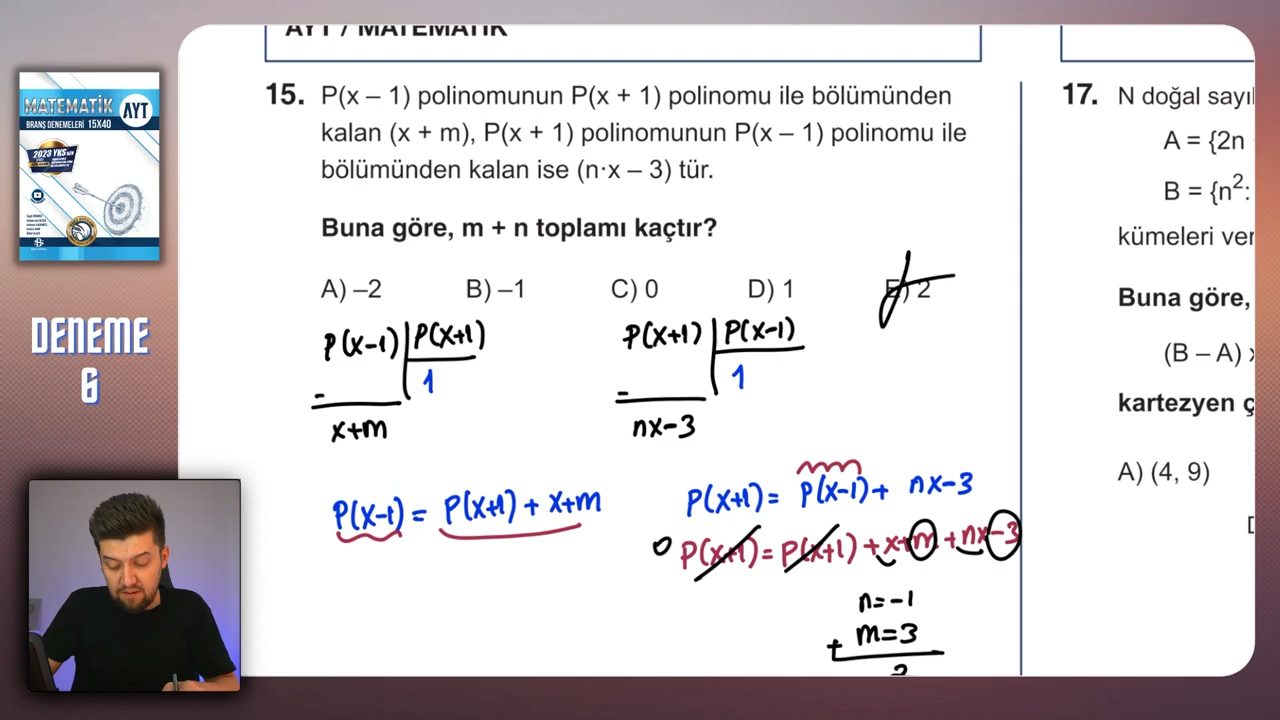 AYT / MATEMATİK
MATEMATİK AYT
BRANŞ DENEMELERİ 15X40
2023 YKS'NİN
DENEME
6
15. P(x – 1) polinomunun P(x + 1) polinomu ile bölümünden
kalan (x + m), P(x + 1) polinomunun P(x – 1) polinomu ile
bölümünden kalan ise (n·x – 3) tür.
Buna göre, m + n toplamı kaçtır?
A) –2 B) –1 C) 0 D) 1 E) 2
P(x-1) P(x+1)
1
-
x+m
P(x+1) P(x-1)
1
-
nx-3
P(x-1) = P(x+1) + x+m
P(x+1) = P(x-1) + nx-3
P(x+1) = P(x+1) + x+m + nx-3
n=-1
+ m=3
17. N doğal sayıl
A = {2n
B = {n²:
kümeleri ver
Buna göre,
(B – A) x
kartezyen ç
A) (4, 9)